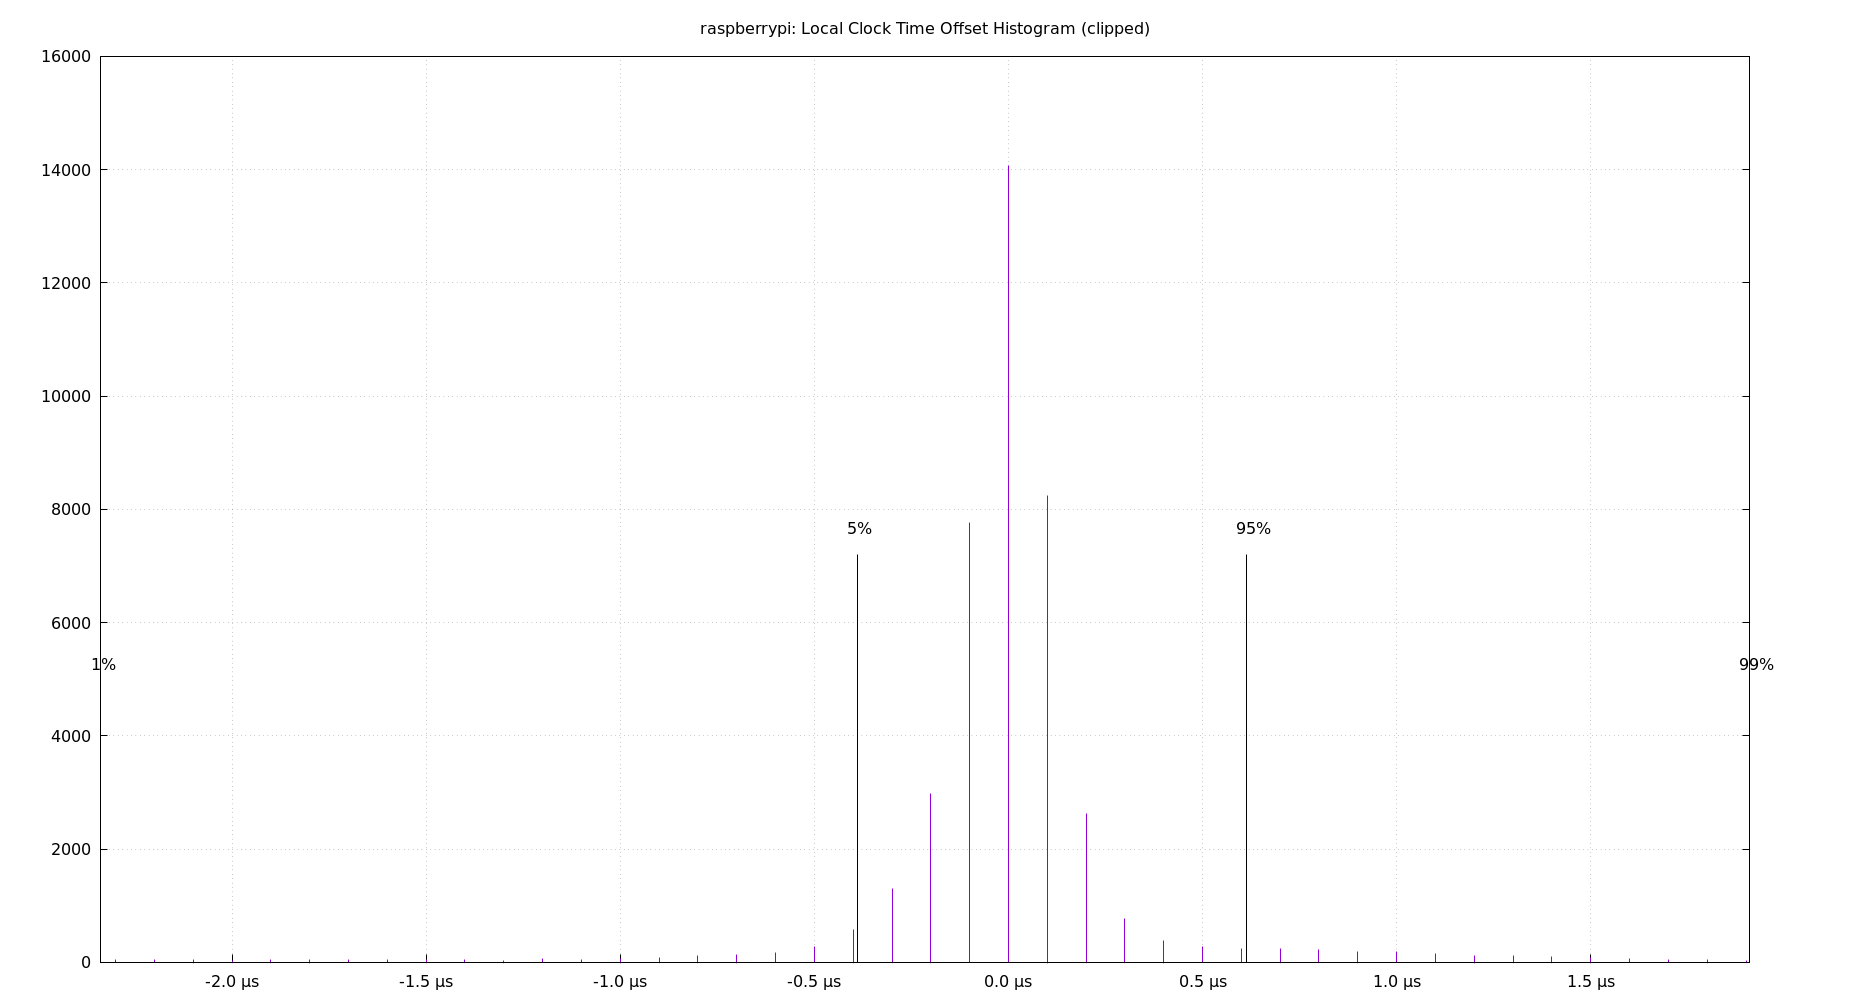 raspberrypi: Local Clock Time Offset Histogram (clipped)
16000
14000
12000
10000
8000
5%
95%
6000
1%
99%
4000
2000
0
-2.0 µs
-1.5 µs
-1.0 µs
-0.5 µs
0.0 µs
0.5 µs
1.0 µs
1.5 µs